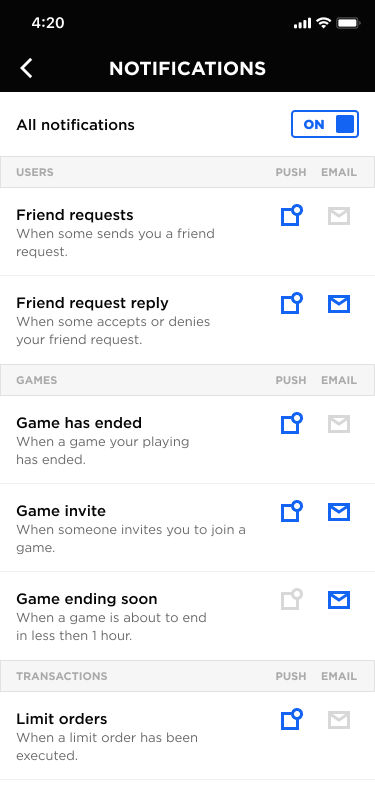 4:20
NOTIFICATIONS
All notifications
ON
USERS PUSH EMAIL
Friend requests
When some sends you a friend
request.
Friend request reply
When some accepts or denies
your friend request.
GAMES PUSH EMAIL
Game has ended
When a game your playing
has ended.
Game invite
When someone invites you to join a
game.
Game ending soon
When a game is about to end
in less then 1 hour.
TRANSACTIONS PUSH EMAIL
Limit orders
When a limit order has been
executed.